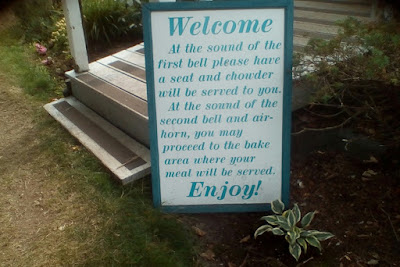 Welcome
At the sound of the
first bell please have
a seat and chowder
will be served to you.
At the sound of the
second bell and air-
horn, you may
proceed to the bake
area where your
meal will be served.
Enjoy!